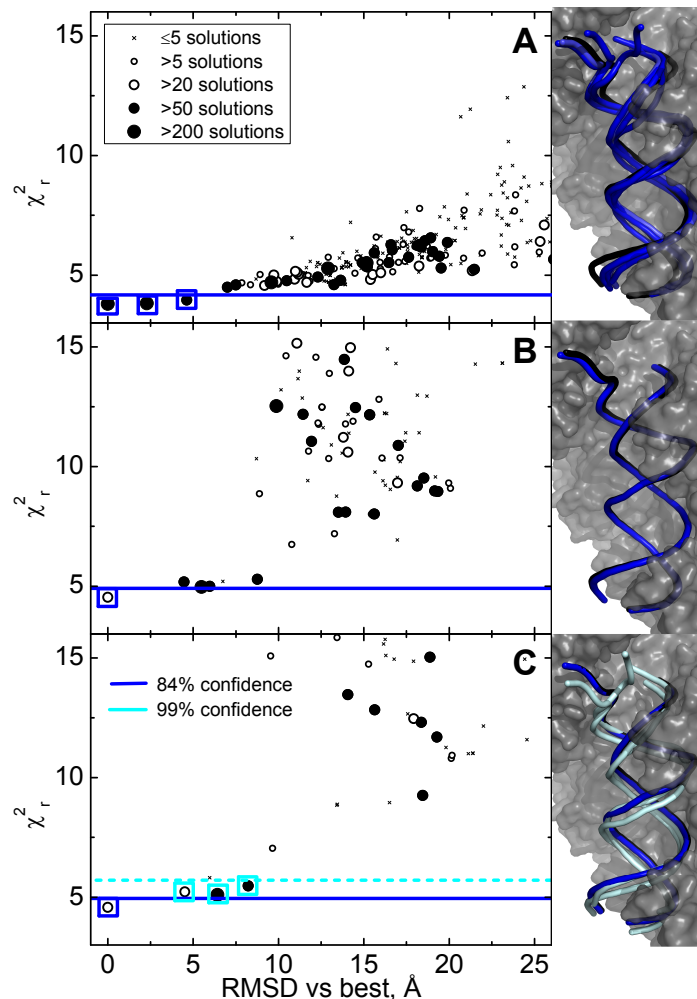 15
10
5
χ²r
≤5 solutions
>5 solutions
>20 solutions
>50 solutions
>200 solutions
A
15
10
5
χ²r
B
15
10
5
χ²r
84% confidence
99% confidence
C
0 5 10 15 20 25
RMSD vs best, Å